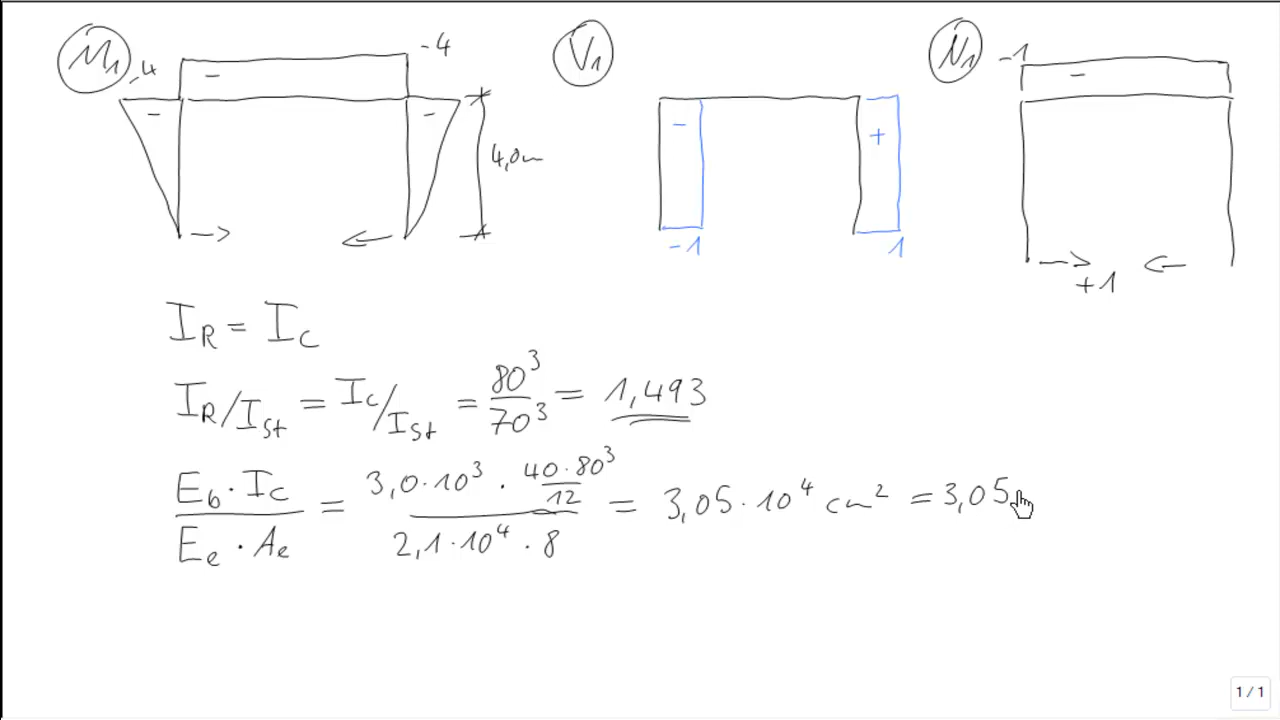 M₁ -4 - -4
- -
4,0m
V₁
- +
-1 1
N₁ -1 -
+1
I_R = I_C
I_R/I_St = I_C/I_St = 80³/70³ = 1,493
E_b · I_C / E_e · A_e = 3,0·10³ · 40·80³/12 / 2,1·10⁴ · 8 = 3,05·10⁴ cm² = 3,05
1 / 1